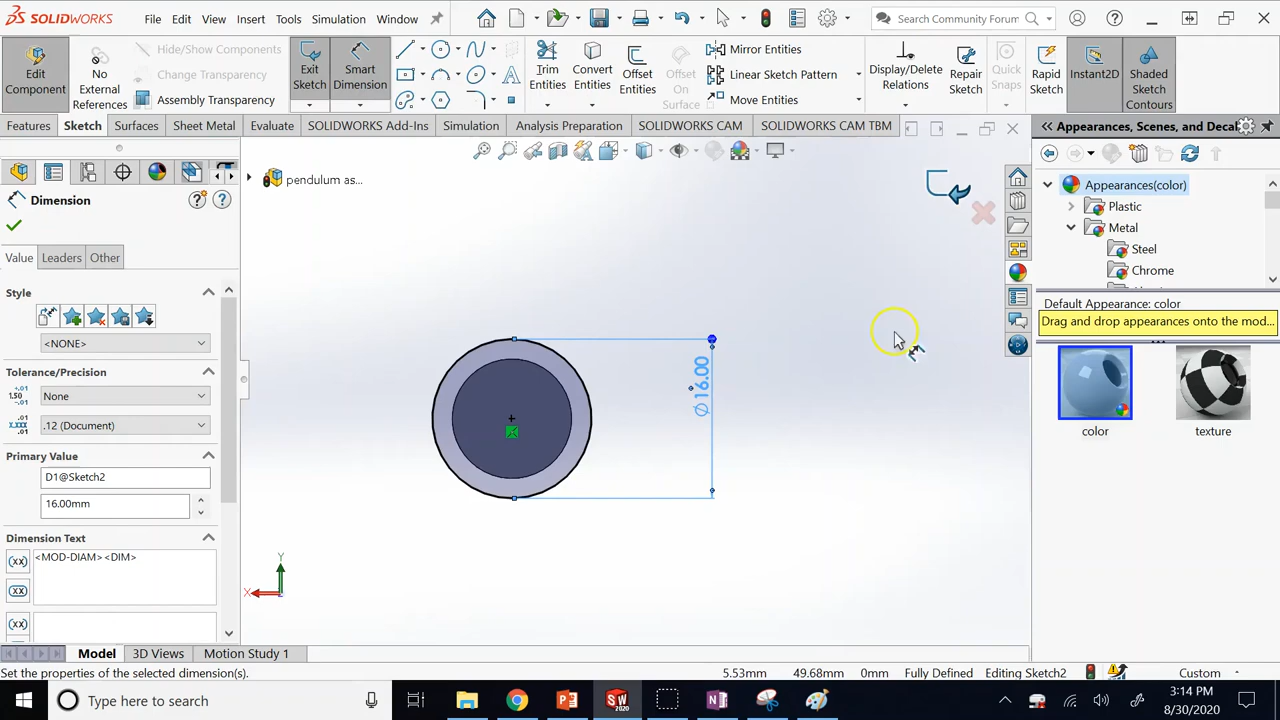 SOLIDWORKS
File
Edit
View
Insert
Tools
Simulation
Window
Search Community Forum
Edit
Component
No
External
References
Hide/Show Components
Change Transparency
Assembly Transparency
Exit
Sketch
Smart
Dimension
Trim
Entities
Convert
Entities
Offset
Entities
Offset
On
Surface
Mirror Entities
Linear Sketch Pattern
Move Entities
Display/Delete
Relations
Repair
Sketch
Quick
Snaps
Rapid
Sketch
Instant2D
Shaded
Sketch
Contours
Features
Sketch
Surfaces
Sheet Metal
Evaluate
SOLIDWORKS Add-Ins
Simulation
Analysis Preparation
SOLIDWORKS CAM
SOLIDWORKS CAM TBM
Appearances, Scenes, and Decal
pendulum as...
Dimension
Value
Leaders
Other
Style
<NONE>
Tolerance/Precision
None
.12 (Document)
Primary Value
D1@Sketch2
16.00mm
Dimension Text
<MOD-DIAM><DIM>
(xx)
(xx)
(xx)
∅16.00
Y
X
Appearances(color)
Plastic
Metal
Steel
Chrome
Default Appearance: color
Drag and drop appearances onto the mod...
color
texture
Model
3D Views
Motion Study 1
Set the properties of the selected dimension(s).
5.53mm
49.68mm
0mm
Fully Defined
Editing Sketch2
Custom
Type here to search
3:14 PM
8/30/2020